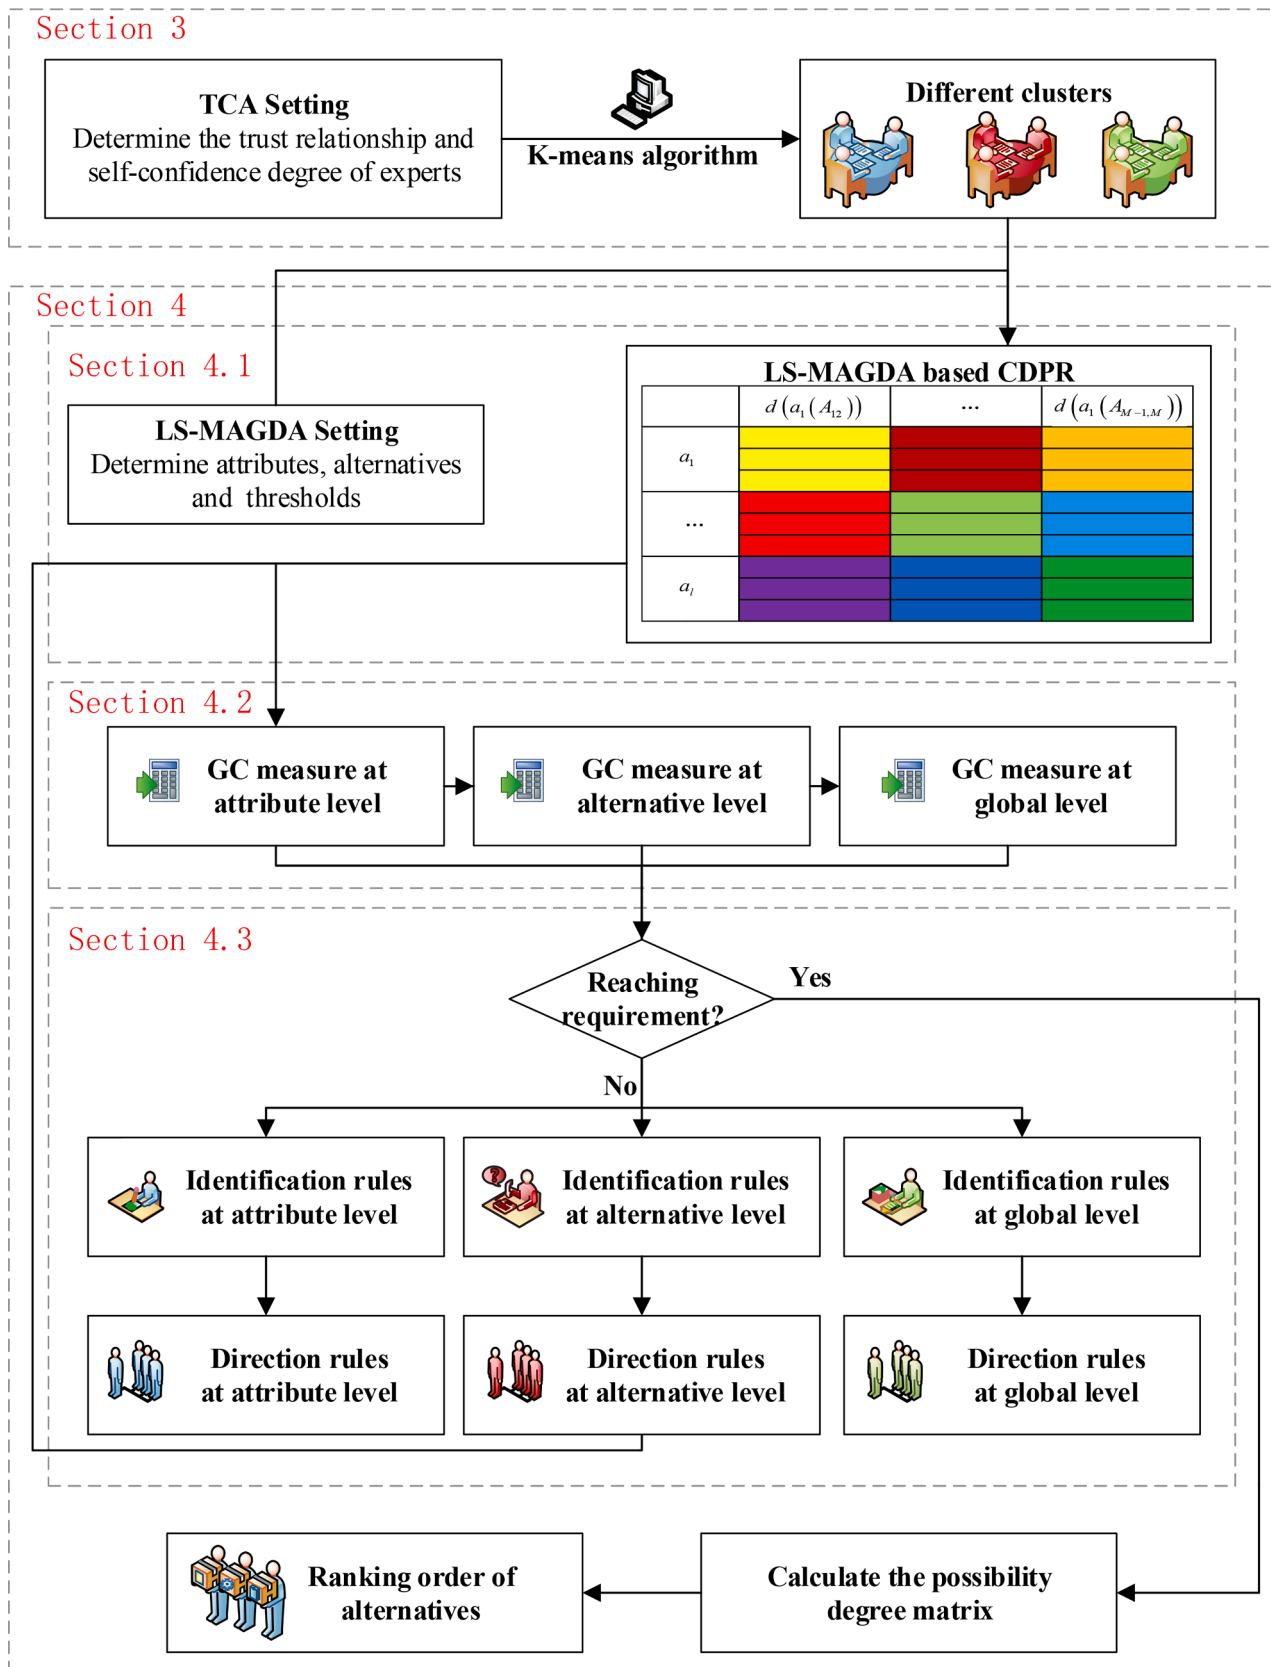 Section 3
TCA Setting
Determine the trust relationship and
self-confidence degree of experts
K-means algorithm
Different clusters
Section 4
Section 4.1
LS-MAGDA Setting
Determine attributes, alternatives
and thresholds
LS-MAGDA based CDPR
d(a₁(A₁₂)) ... d(a₁(A_{M−1,M}))
a₁
...
a_l
Section 4.2
GC measure at
attribute level
GC measure at
alternative level
GC measure at
global level
Section 4.3
Reaching
requirement?
Yes
No
Identification rules
at attribute level
Identification rules
at alternative level
Identification rules
at global level
Direction rules
at attribute level
Direction rules
at alternative level
Direction rules
at global level
Ranking order of
alternatives
Calculate the possibility
degree matrix